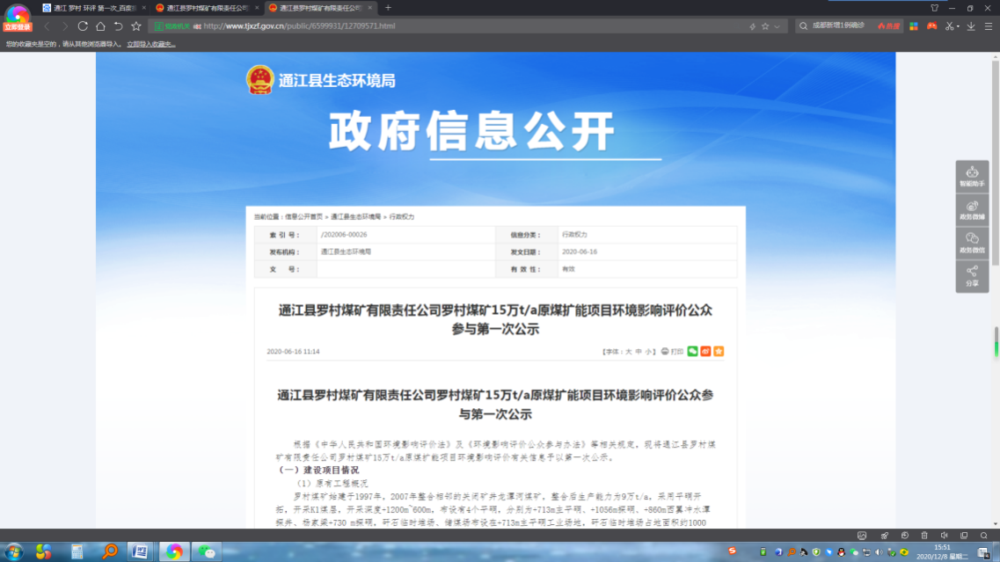 通江 罗村 环评 第一次_百度
通江县罗村煤矿有限责任公司
通江县罗村煤矿有限责任公司
立即登录
党政机关 http://www.tjxzf.gov.cn/public/6599931/12709571.html
成都新增1例确诊
热搜
您的收藏夹是空的，请从其他浏览器导入。 立即导入收藏夹...
通江县生态环境局
政府信息公开
智能助手
政务微博
政务微信
分享
当前位置：信息公开首页 > 通江县生态环境局 > 行政权力
索 引 号： /202006-00026 信息分类： 行政权力
发布机构： 通江县生态环境局 发文日期： 2020-06-16
文 号： 有 效 性： 有效
通江县罗村煤矿有限责任公司罗村煤矿15万t/a原煤扩能项目环境影响评价公众
参与第一次公示
2020-06-16 11:14 【字体：大 中 小】 打印
通江县罗村煤矿有限责任公司罗村煤矿15万t/a原煤扩能项目环境影响评价公众参
与第一次公示
根据《中华人民共和国环境影响评价法》及《环境影响评价公众参与办法》等相关规定，现将通江县罗村煤
矿有限责任公司罗村煤矿15万t/a原煤扩能项目环境影响评价有关信息予以第一次公示。
（一）建设项目情况
（1）原有工程概况
罗村煤矿始建于1997年，2007年整合相邻的关闭矿井龙潭河煤矿，整合后生产能力为9万t/a，采用平硐开
拓，开采K1煤层，开采深度+1200m~600m，布设有4个平硐，分别为+713m主平硐、+1056m探硐、+860m西翼冲水潭
探井、杨家梁+730 m探硐，矸石临时堆场、储煤场布设在+713m主平硐工业场地，矸石临时堆场占地面积约1000
15:51
2020/12/8 星期二